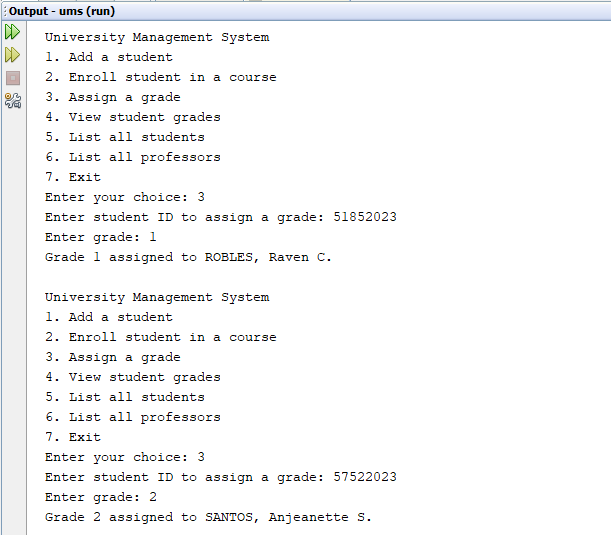 Output - ums (run)
University Management System
1. Add a student
2. Enroll student in a course
3. Assign a grade
4. View student grades
5. List all students
6. List all professors
7. Exit
Enter your choice: 3
Enter student ID to assign a grade: 51852023
Enter grade: 1
Grade 1 assigned to ROBLES, Raven C.

University Management System
1. Add a student
2. Enroll student in a course
3. Assign a grade
4. View student grades
5. List all students
6. List all professors
7. Exit
Enter your choice: 3
Enter student ID to assign a grade: 57522023
Enter grade: 2
Grade 2 assigned to SANTOS, Anjeanette S.